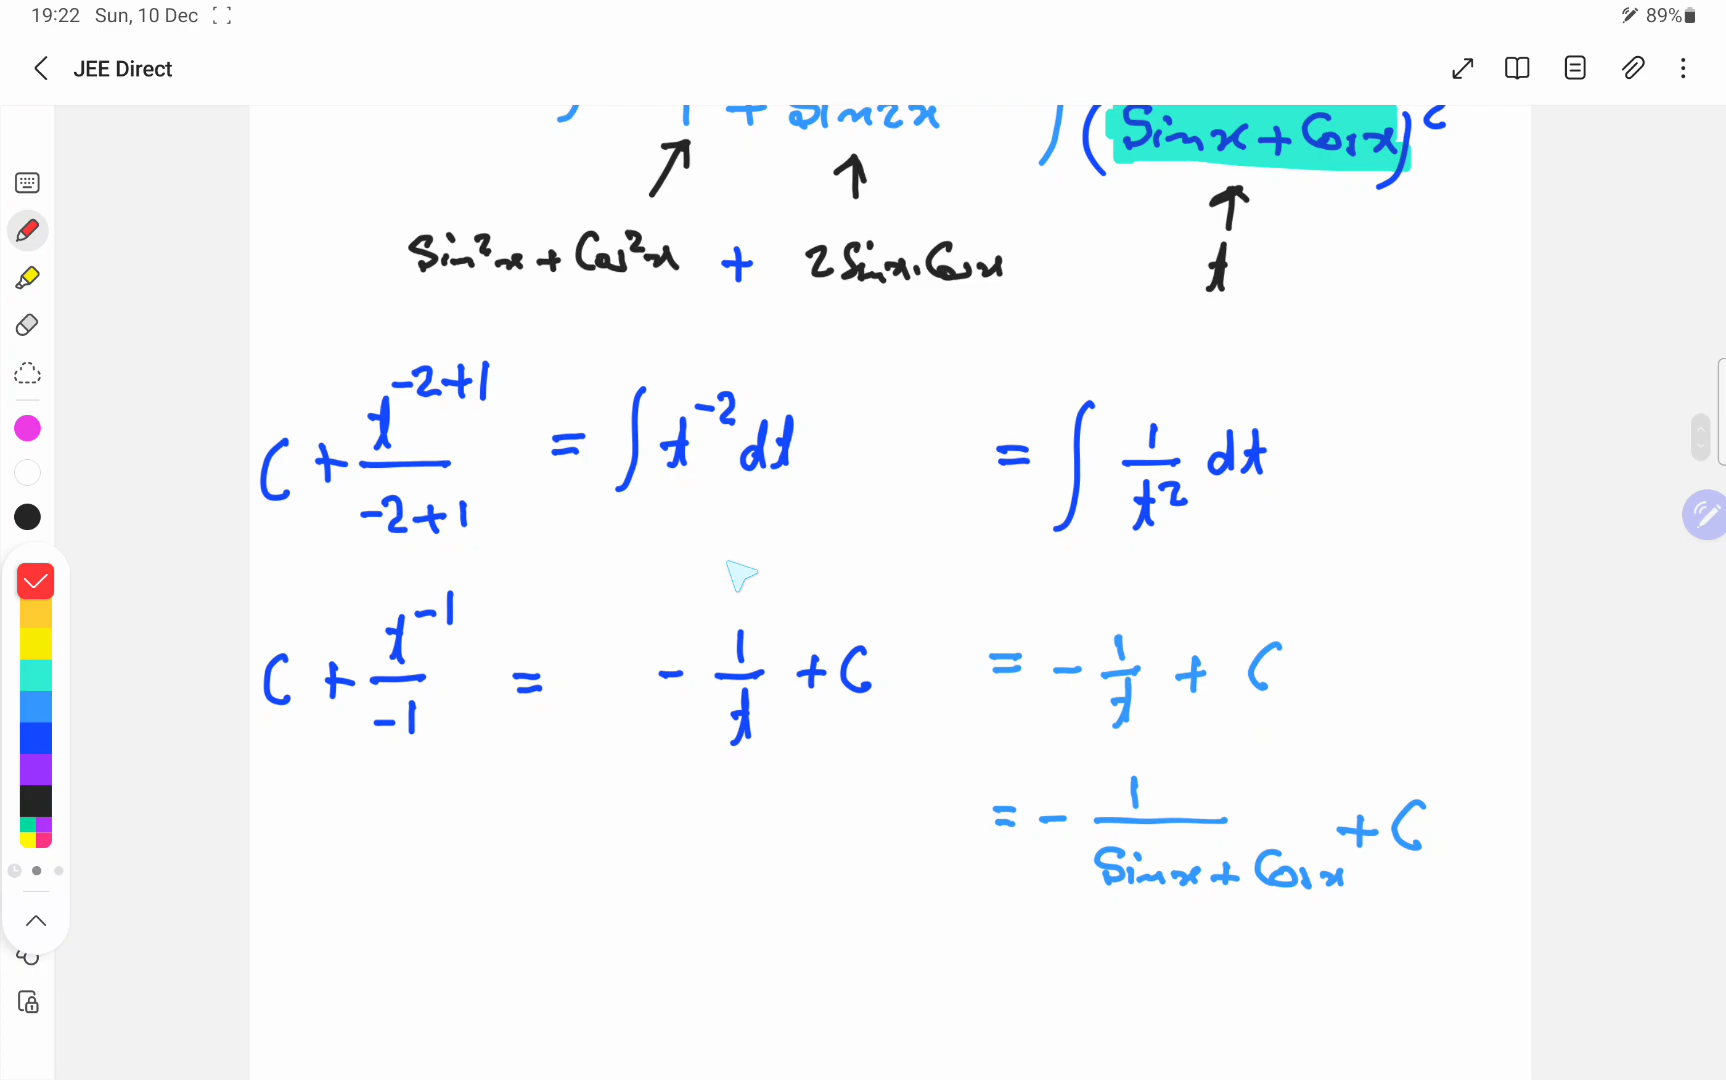 19:22 Sun, 10 Dec 89%
JEE Direct
∫ 1 + Sin2x ∫ (Sinx + Cosx)
Sin²x + Cos²x + 2Sinx.Cosx t
C + t^(-2+1) / (-2+1) = ∫ t^(-2) dt = ∫ 1/t² dt
C + t^(-1) / (-1) = - 1/t + C = - 1/t + C
= - 1/(Sinx + Cosx) + C